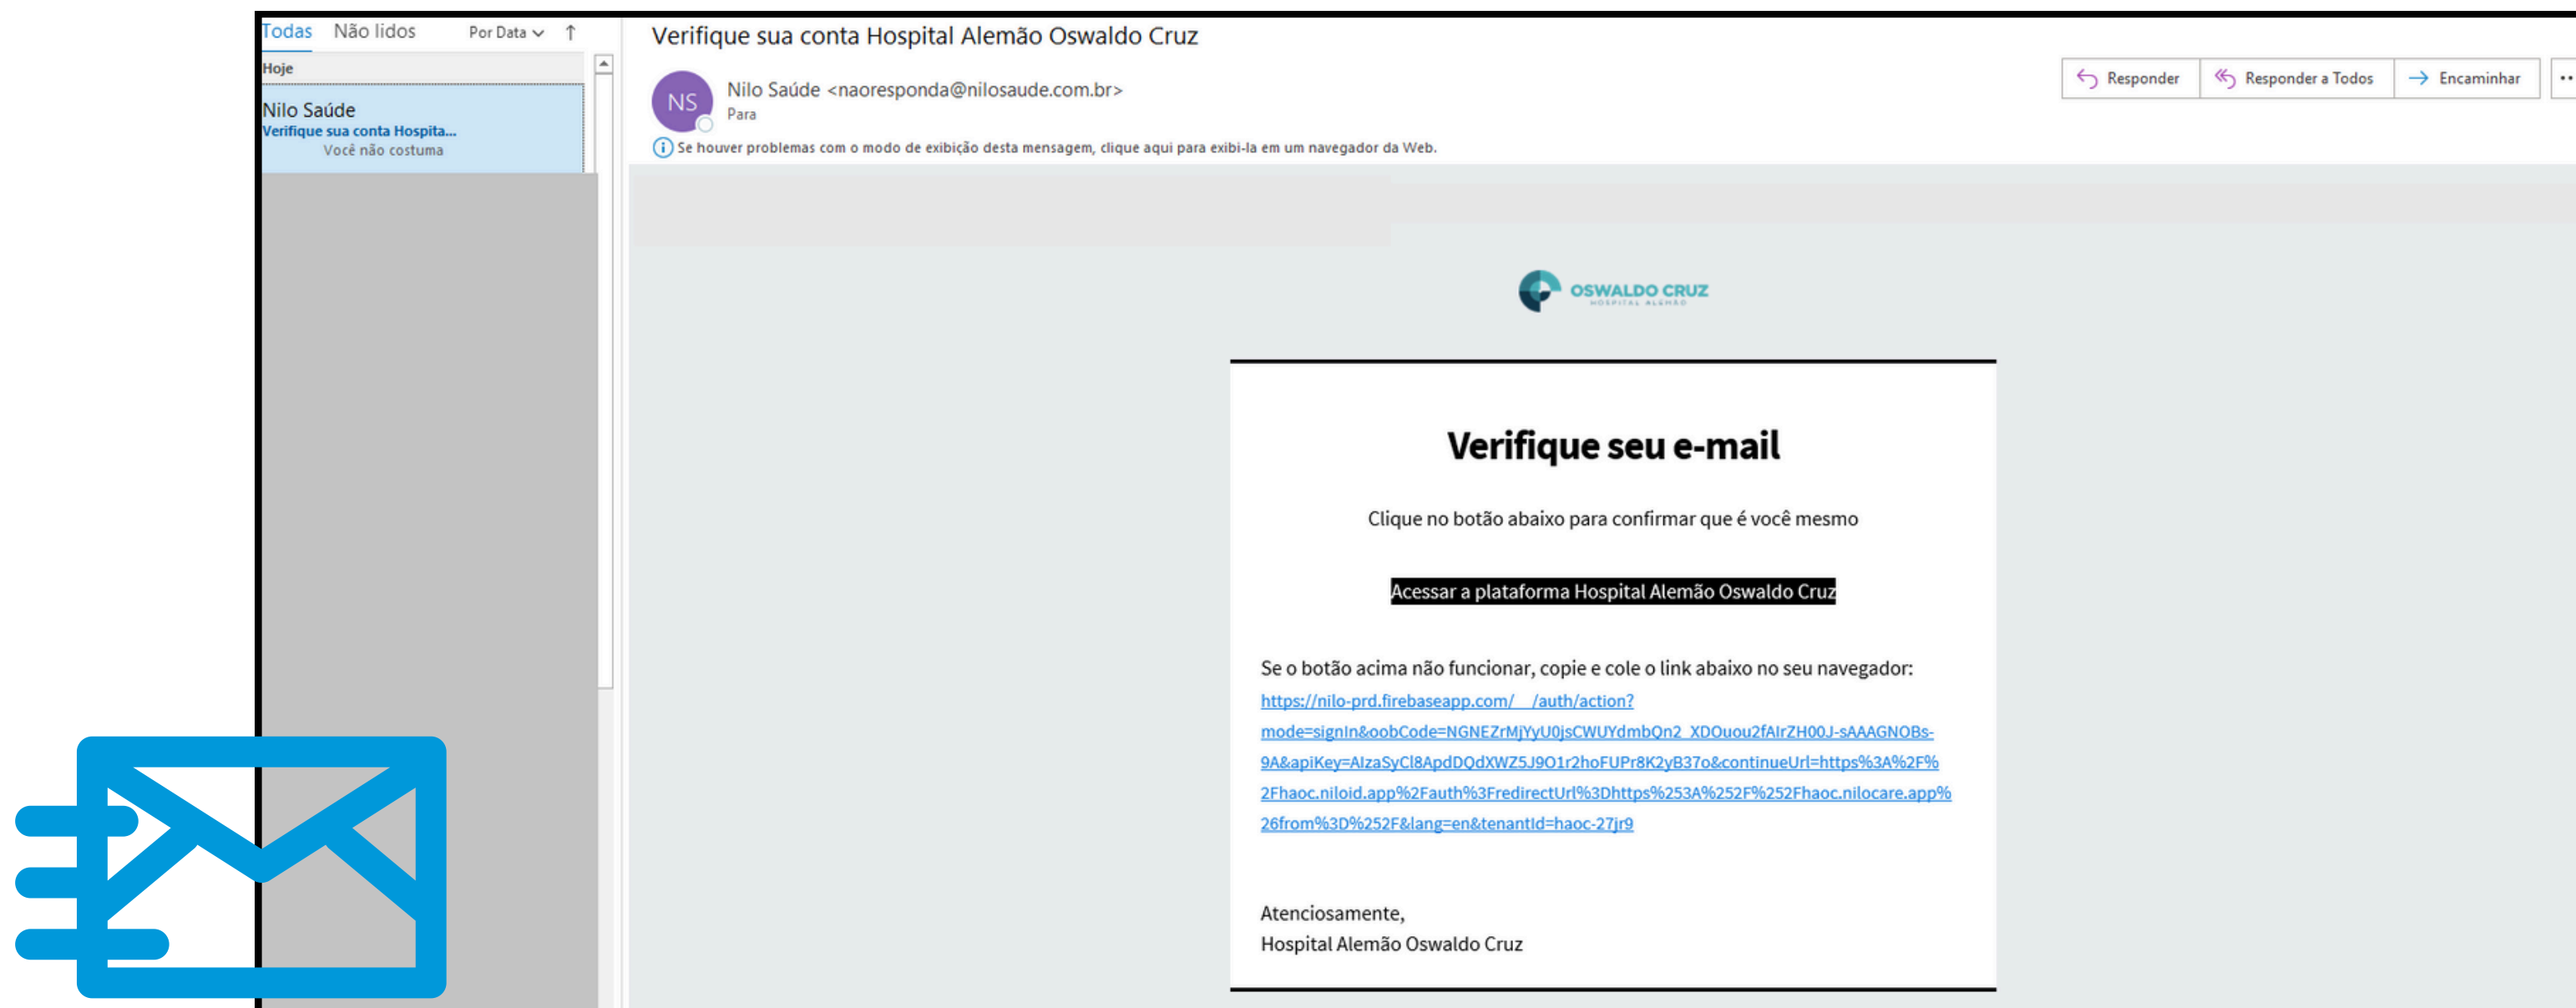 Todas Não lidos Por Data
Hoje
Nilo Saúde
Verifique sua conta Hospita...
Você não costuma
Verifique sua conta Hospital Alemão Oswaldo Cruz
NS
Nilo Saúde <naoresponda@nilosaude.com.br>
Para
Responder Responder a Todos Encaminhar
Se houver problemas com o modo de exibição desta mensagem, clique aqui para exibi-la em um navegador da Web.
OSWALDO CRUZ
HOSPITAL ALEMÃO
Verifique seu e-mail
Clique no botão abaixo para confirmar que é você mesmo
Acessar a plataforma Hospital Alemão Oswaldo Cruz
Se o botão acima não funcionar, copie e cole o link abaixo no seu navegador:
https://nilo-prd.firebaseapp.com/__/auth/action?
mode=signIn&oobCode=NGNEZrMjYyU0jsCWUYdmbQn2_XDOuou2fAIrZH00J-sAAAGNOBs-
9A&apiKey=AIzaSyCl8ApdDQdXWZ5J9O1r2hoFUPr8K2yB37o&continueUrl=https%3A%2F%
2Fhaoc.niloid.app%2Fauth%3FredirectUrl%3Dhttps%253A%252F%252Fhaoc.nilocare.app%
26from%3D%252F&lang=en&tenantId=haoc-27jr9
Atenciosamente,
Hospital Alemão Oswaldo Cruz